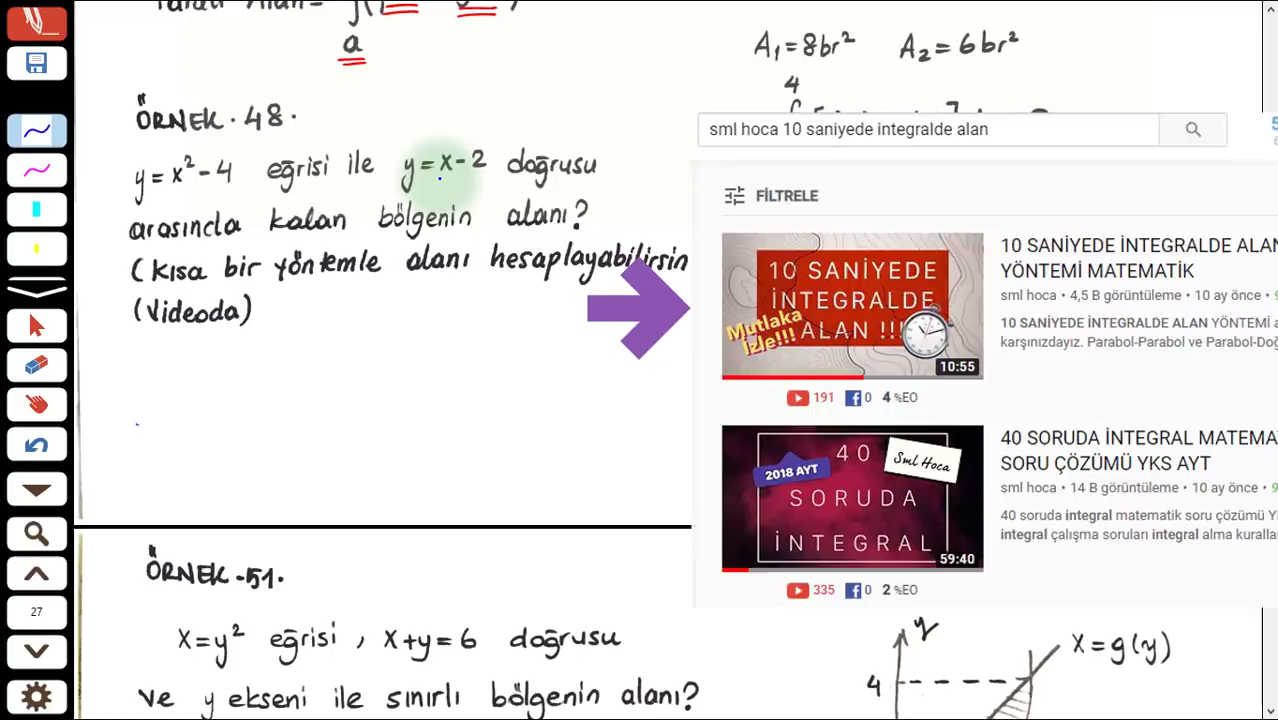 a
ÖRNEK.48.
y=x²-4 eğrisi ile y=x-2 doğrusu
arasında kalan bölgenin alanı?
(Kısa bir yöntemle alanı hesaplayabilirsin
(Videoda)
A₁=8br² A₂=6br²
4
sml hoca 10 saniyede integralde alan
FİLTRELE
10 SANİYEDE
İNTEGRALDE
ALAN !!!
Mutlaka
İzle!!!
10:55
10 SANİYEDE İNTEGRALDE ALAN
YÖNTEMİ MATEMATİK
sml hoca • 4,5 B görüntüleme • 10 ay önce •
10 SANİYEDE İNTEGRALDE ALAN YÖNTEMİ
karşınızdayız. Parabol-Parabol ve Parabol-Doğ
191 0 4 %EO
40
SORUDA
İNTEGRAL
2018 AYT
Sml Hoca
59:40
40 SORUDA İNTEGRAL MATEMA
SORU ÇÖZÜMÜ YKS AYT
sml hoca • 14 B görüntüleme • 10 ay önce •
40 soruda integral matematik soru çözümü
integral çalışma soruları integral alma kuralla
335 0 2 %EO
27
ÖRNEK-51.
x=y² eğrisi, x+y=6 doğrusu
ve y ekseni ile sınırlı bölgenin alanı?
y
x=g(y)
4